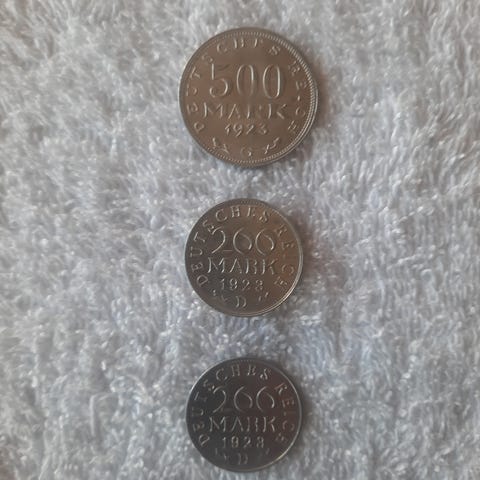 DEUTSCHES REICH
500
MARK
1923
G
DEUTSCHES REICH
200
MARK
1923
D
DEUTSCHES REICH
200
MARK
1923
D